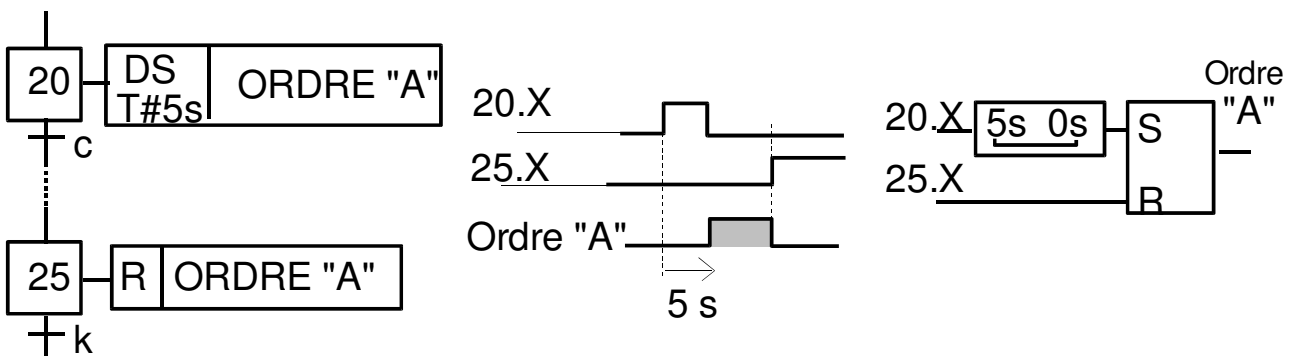 20
DS
T#5s
ORDRE "A"
c
25
R
ORDRE "A"
k
20.X
25.X
Ordre "A"
5 s
20.X
5s 0s
S
Ordre
"A"
25.X
R